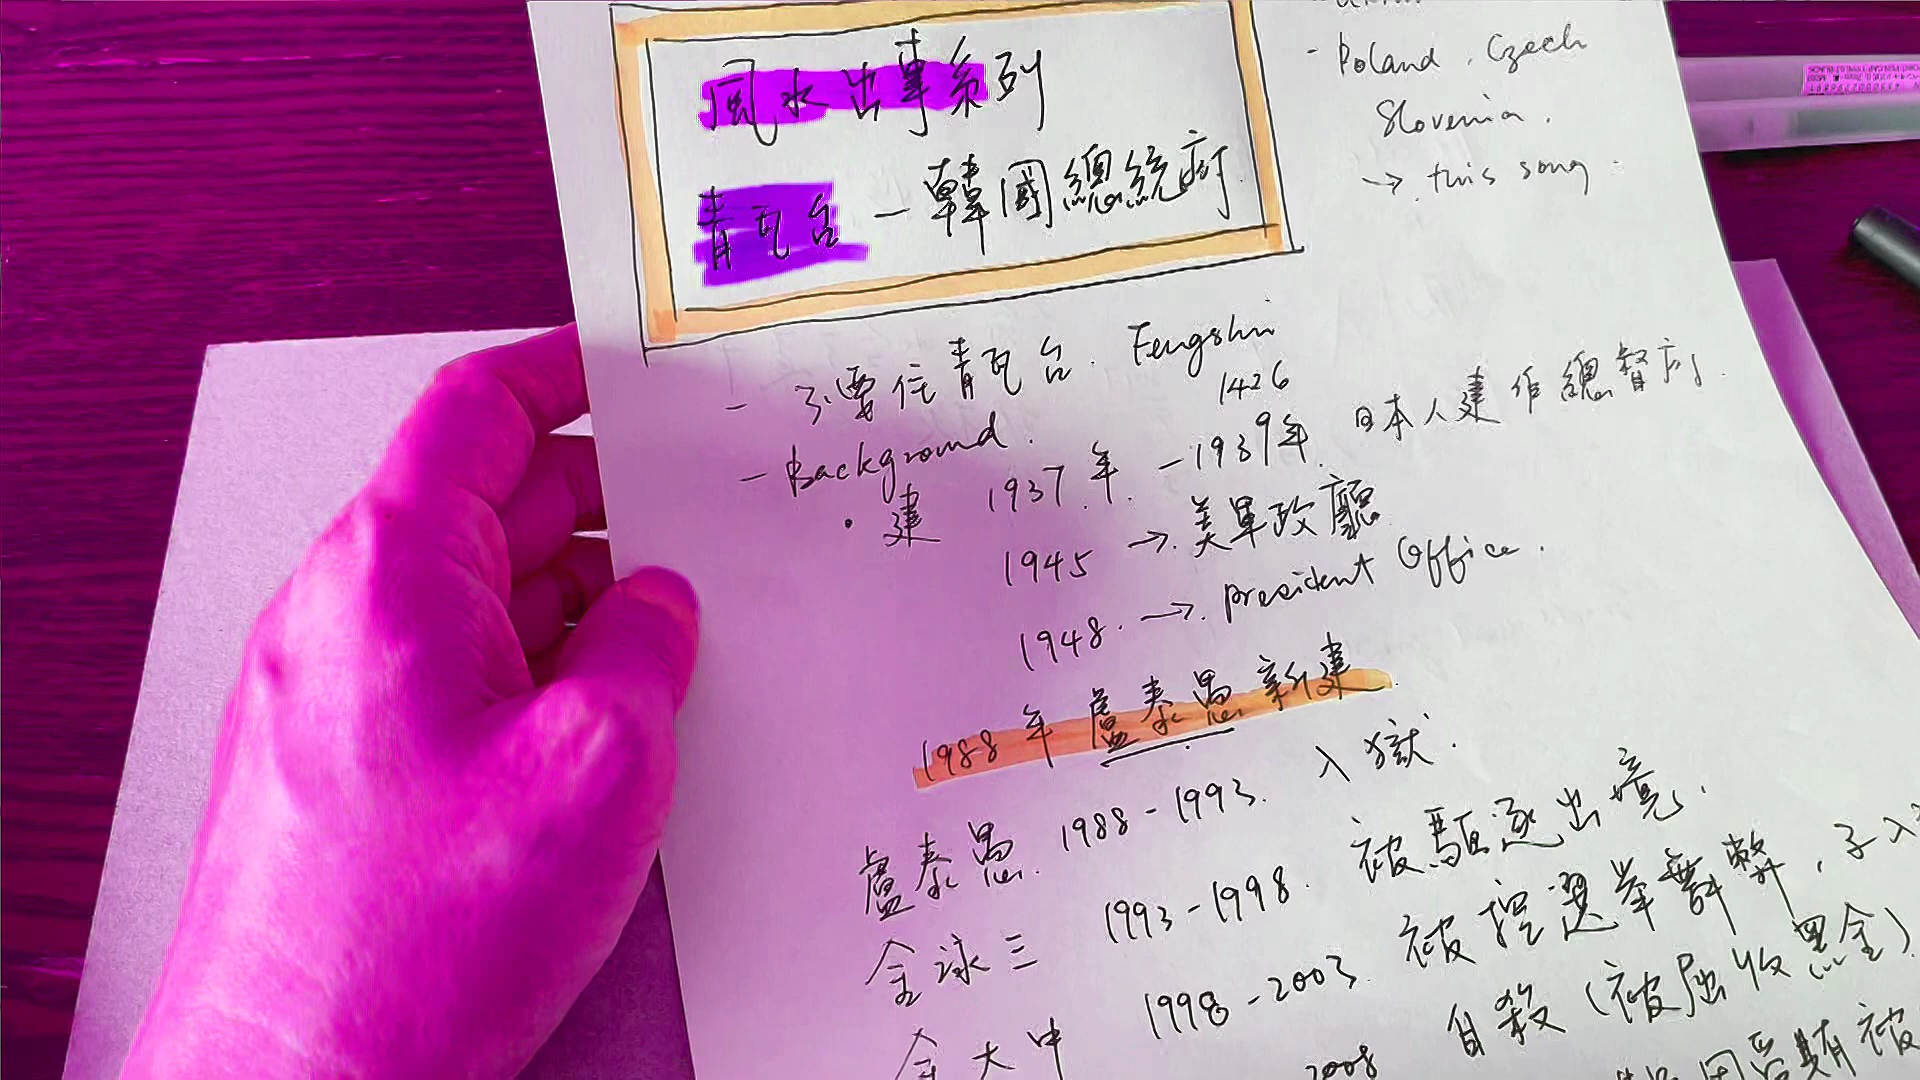 風水出事系列
青瓦台 - 韓國總統府
- Poland, Czech
Slovenia.
→ this song
- 不要住青瓦台. Fengshui
1426
- Background.
• 建 1937年. - 1939年. 日本人建作總督府
1945 → 美軍政廳
1948. → President Office.
1988年 盧泰愚 新建
盧泰愚. 1988-1993. 入獄.
金泳三 1993-1998. 被驅逐出境.
金大中 1998-2003. 被控選舉舞弊, 子入
2008 自殺 (被屈收黑金)